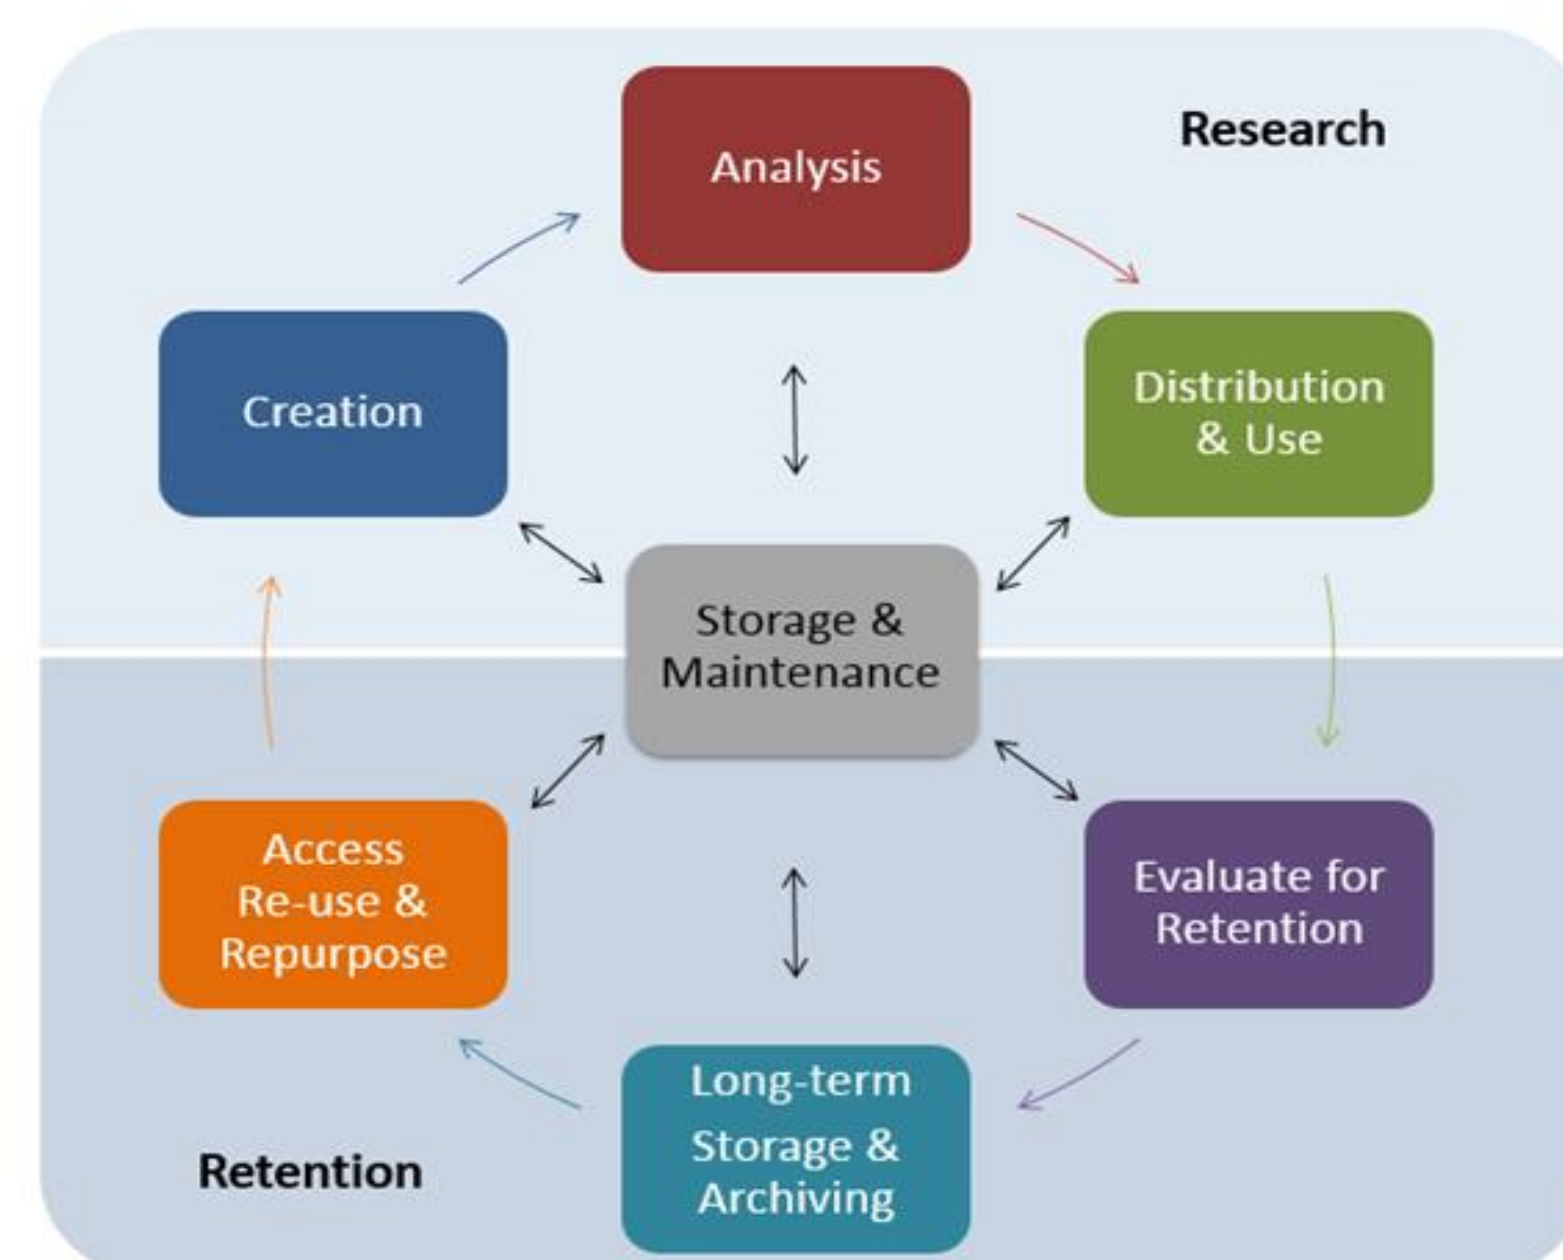 Analysis
Research
Creation
Distribution
& Use
Storage &
Maintenance
Access
Re-use &
Repurpose
Evaluate for
Retention
Long-term
Storage &
Archiving
Retention